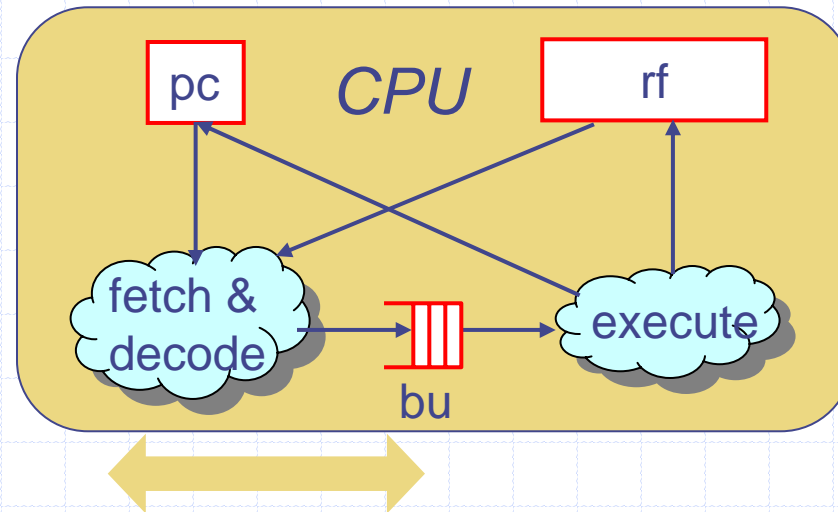 pc
CPU
rf
fetch &
decode
execute
bu